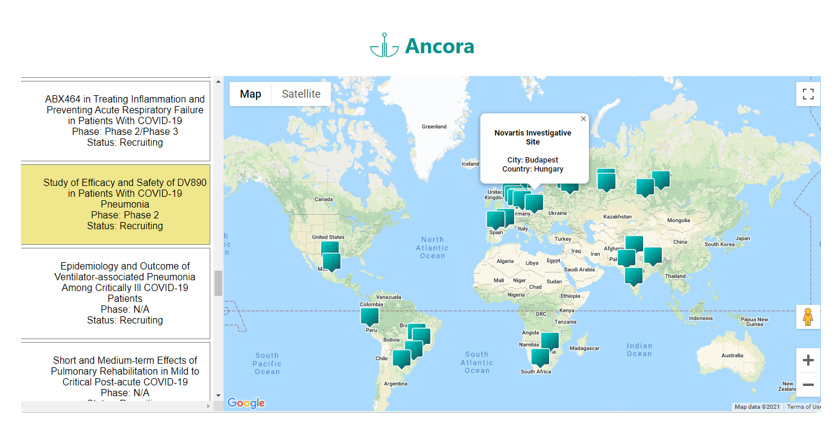 Ancora
ABX464 in Treating Inflammation and
Preventing Acute Respiratory Failure
in Patients With COVID-19
Phase: Phase 2/Phase 3
Status: Recruiting
Study of Efficacy and Safety of DV890
in Patients With COVID-19
Pneumonia
Phase: Phase 2
Status: Recruiting
Epidemiology and Outcome of
Ventilator-associated Pneumonia
Among Critically Ill COVID-19
Patients
Phase: N/A
Status: Recruiting
Short and Medium-term Effects of
Pulmonary Rehabilitation in Mild to
Critical Post-acute COVID-19
Phase: N/A
Map Satellite
Novartis Investigative
Site
City: Budapest
Country: Hungary
Greenland
Iceland
Canada
United
Ukraine
Kazakhstan
Mongolia
Spain
Italy
Turkey
China
Japan
South Korea
United States
North
Atlantic
Ocean
Iraq
Iran
Algeria
Libya
Egypt
Saudi Arabia
Mali
Niger
Chad
Sudan
Thailand
Nigeria
Ethiopia
Venezuela
Colombia
DRC
Kenya
Tanzania
Indonesia
Papua New
Guinea
Peru
Bolivia
Angola
Namibia
Madagascar
Chile
South
Pacific
Ocean
South
Atlantic
Ocean
Indian
Ocean
Australia
South Africa
Argentina
New
Google
Map data ©2021
Terms of